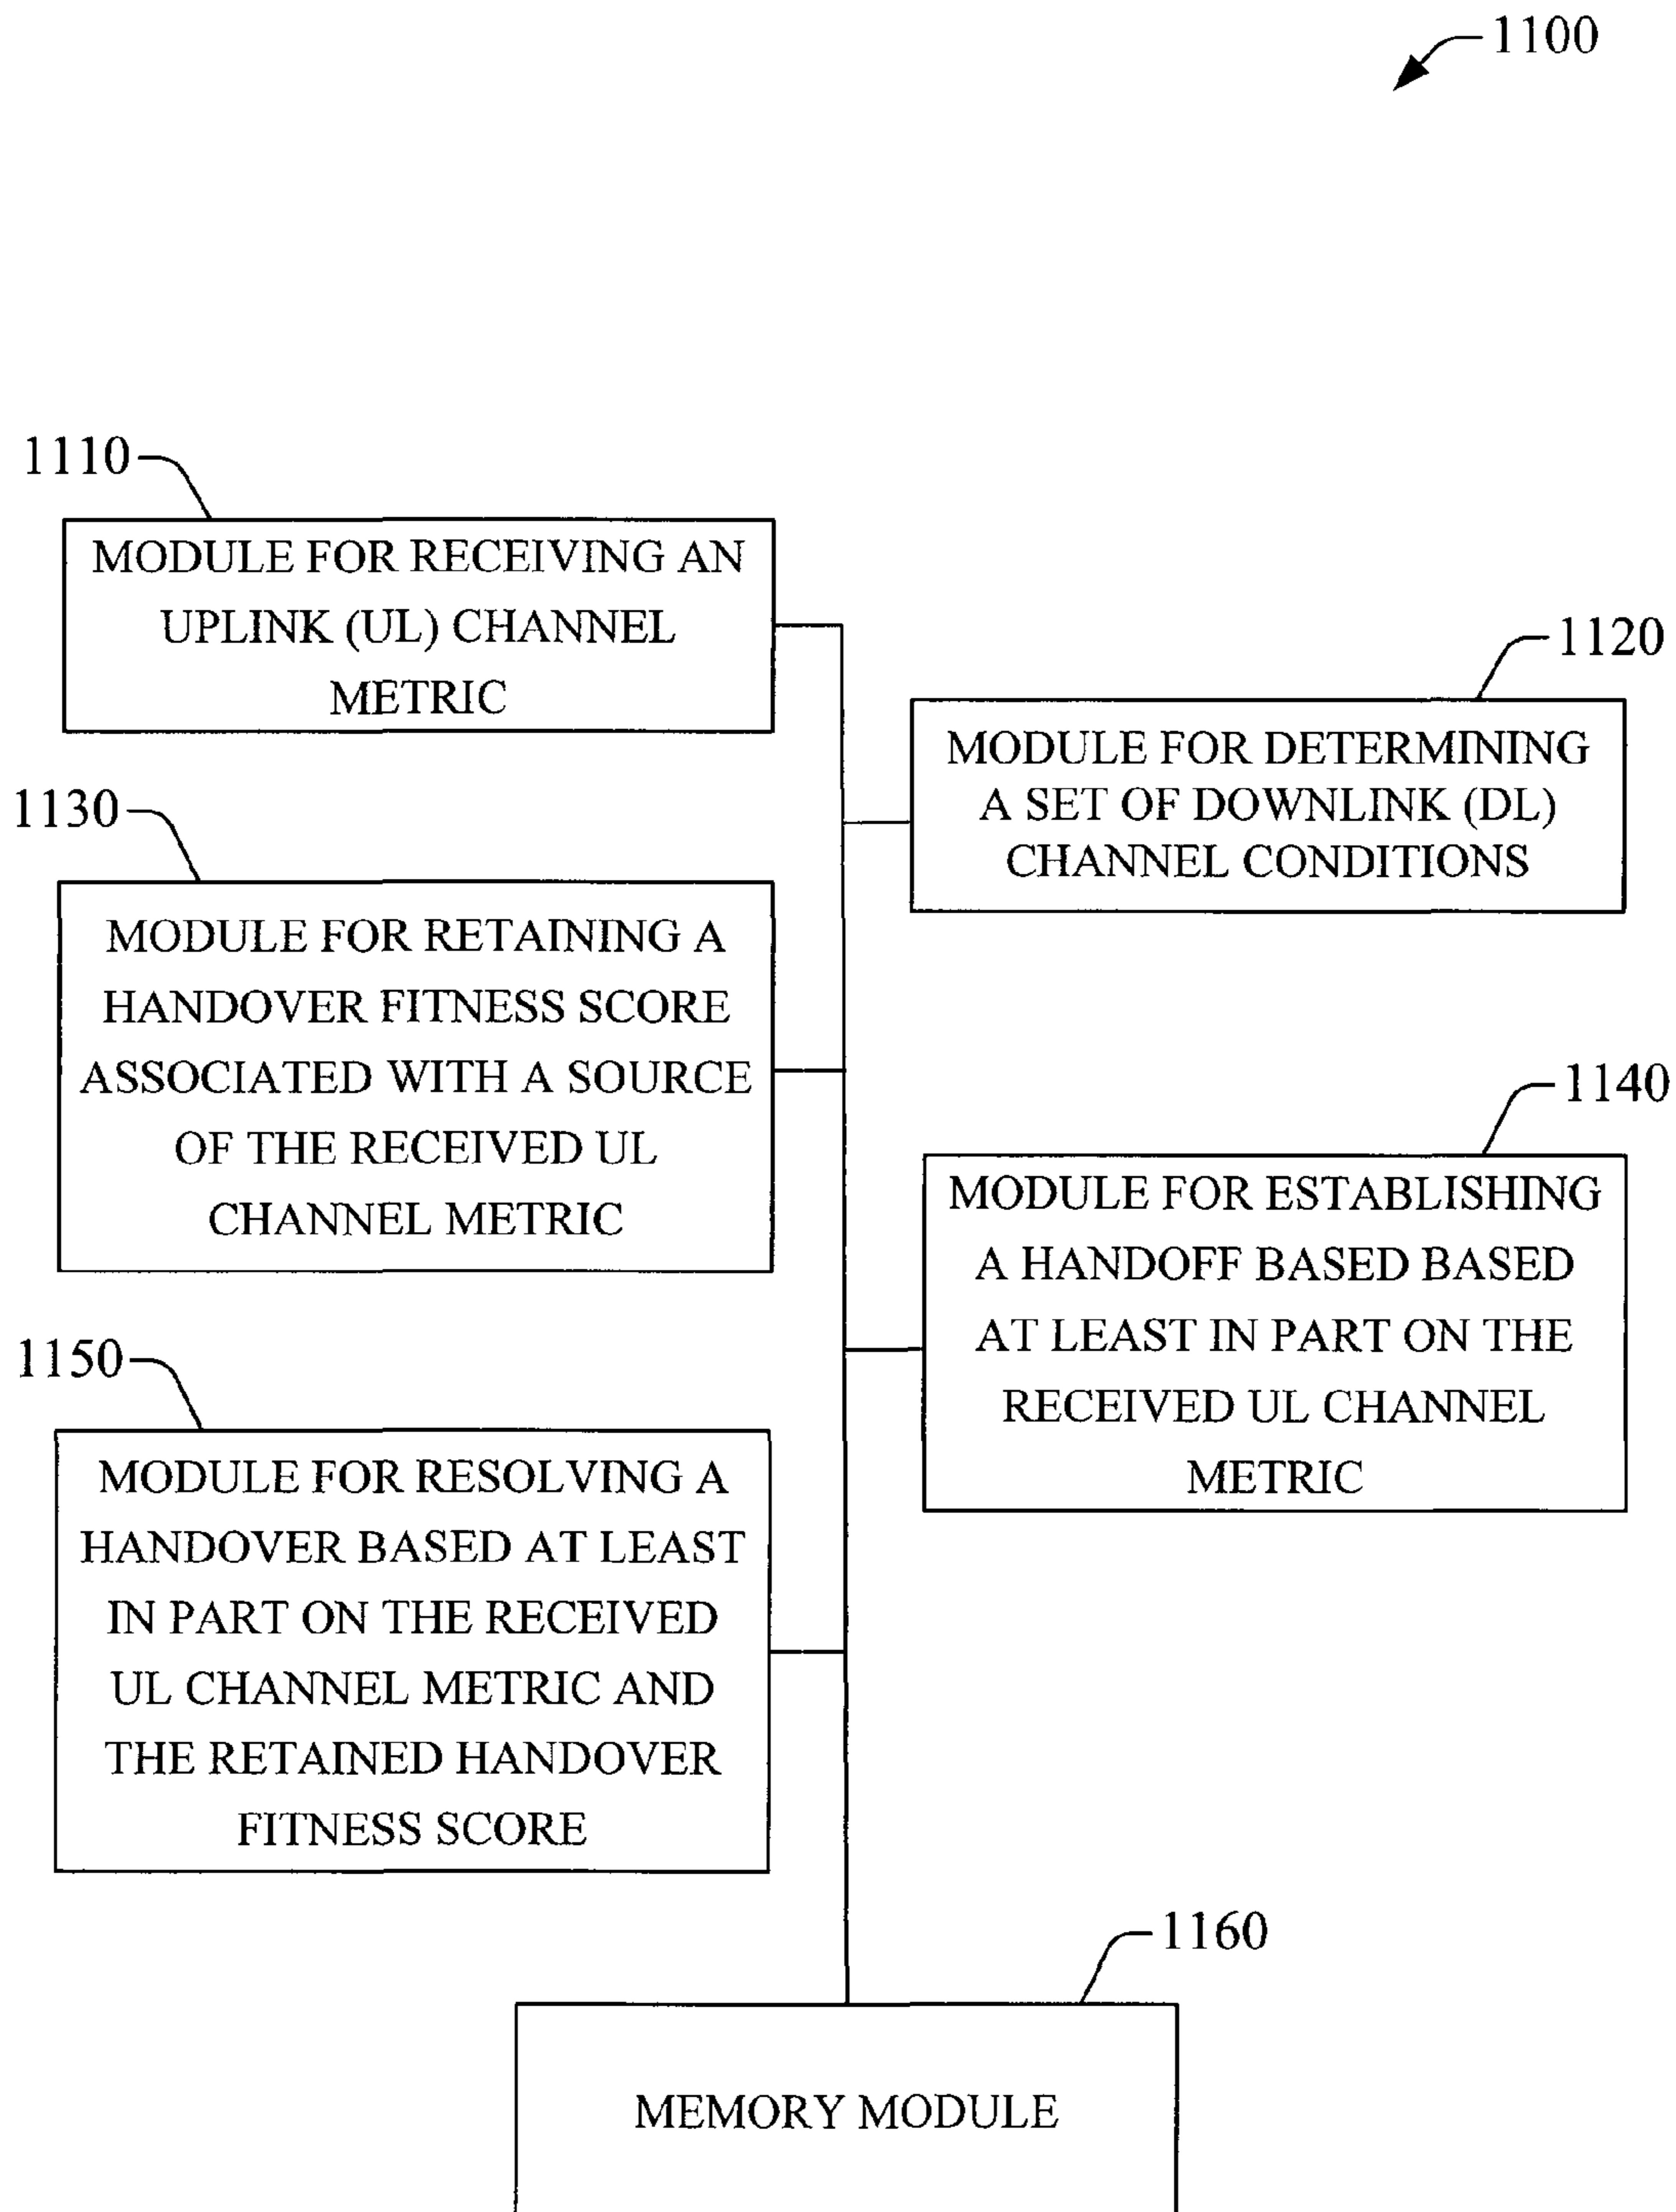 1100
1110
MODULE FOR RECEIVING AN
UPLINK (UL) CHANNEL
METRIC
1120
MODULE FOR DETERMINING
A SET OF DOWNLINK (DL)
CHANNEL CONDITIONS
1130
MODULE FOR RETAINING A
HANDOVER FITNESS SCORE
ASSOCIATED WITH A SOURCE
OF THE RECEIVED UL
CHANNEL METRIC
1140
MODULE FOR ESTABLISHING
A HANDOFF BASED BASED
AT LEAST IN PART ON THE
RECEIVED UL CHANNEL
METRIC
1150
MODULE FOR RESOLVING A
HANDOVER BASED AT LEAST
IN PART ON THE RECEIVED
UL CHANNEL METRIC AND
THE RETAINED HANDOVER
FITNESS SCORE
1160
MEMORY MODULE